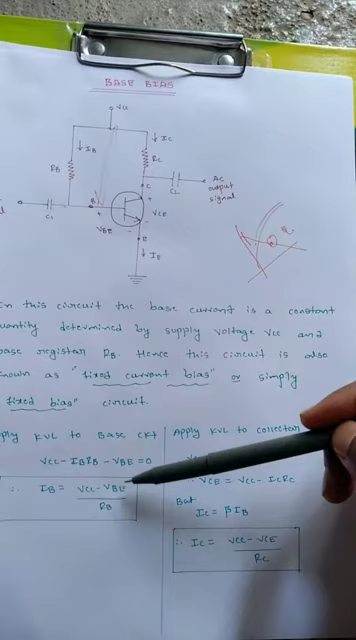 BASE BIAS
VCC
IB
IC
RB
RC
C
CL
AC
output
signal
B
C1
VCE
VBE
E
IE
In this circuit the base current is a constant
quantity determined by supply voltage VCC and
base registar RB. Hence this circuit is also
known as "fixed current bias" or simply
fixed bias" circuit.
Apply KVL to Base CKt
VCC - IBRB - VBE = 0
∴ IB = VCC - VBE
RB
Apply KVL to collector
∴ VCE = VCC - ICRC
But
IC = βIB
∴ IC = VCC - VCE
RC